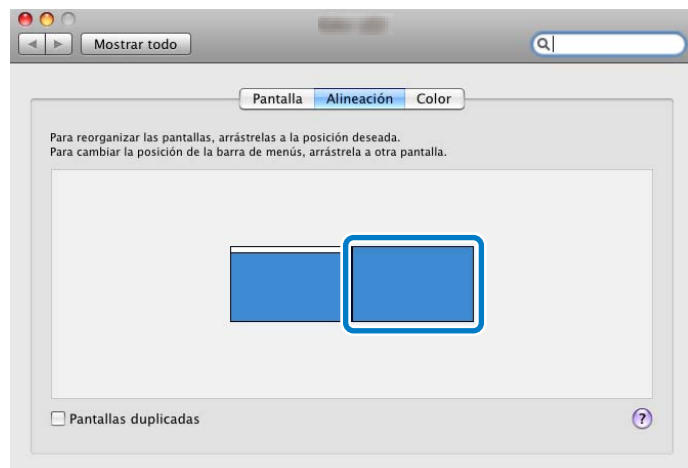 Mostrar todo
Pantalla Alineación Color
Para reorganizar las pantallas, arrástrelas a la posición deseada.
Para cambiar la posición de la barra de menús, arrástrela a otra pantalla.
Pantallas duplicadas
?